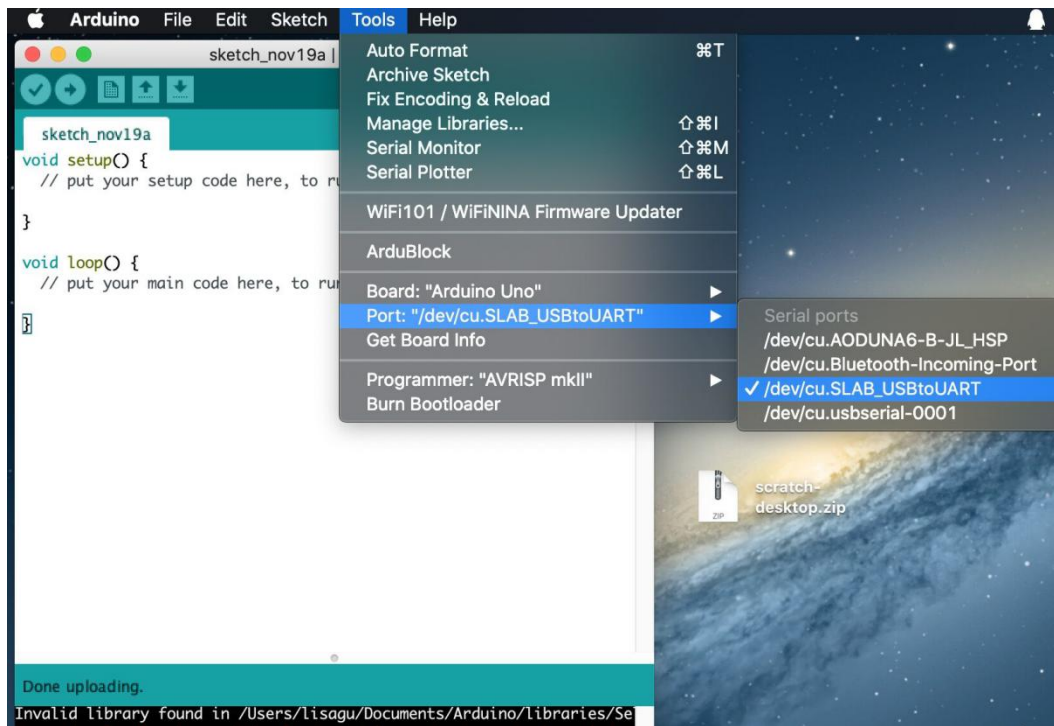 Arduino File Edit Sketch Tools Help
sketch_nov19a |
sketch_nov19a
void setup() {
// put your setup code here, to ru
}
void loop() {
// put your main code here, to rur
}
Auto Format ⌘T
Archive Sketch
Fix Encoding & Reload
Manage Libraries... ⇧⌘I
Serial Monitor ⇧⌘M
Serial Plotter ⇧⌘L
WiFi101 / WiFiNINA Firmware Updater
ArduBlock
Board: "Arduino Uno"
Port: "/dev/cu.SLAB_USBtoUART"
Get Board Info
Programmer: "AVRISP mkII"
Burn Bootloader
Serial ports
/dev/cu.AODUNA6-B-JL_HSP
/dev/cu.Bluetooth-Incoming-Port
✓ /dev/cu.SLAB_USBtoUART
/dev/cu.usbserial-0001
ZIP
scratch-
desktop.zip
Done uploading.
Invalid library found in /Users/lisagu/Documents/Arduino/libraries/Se